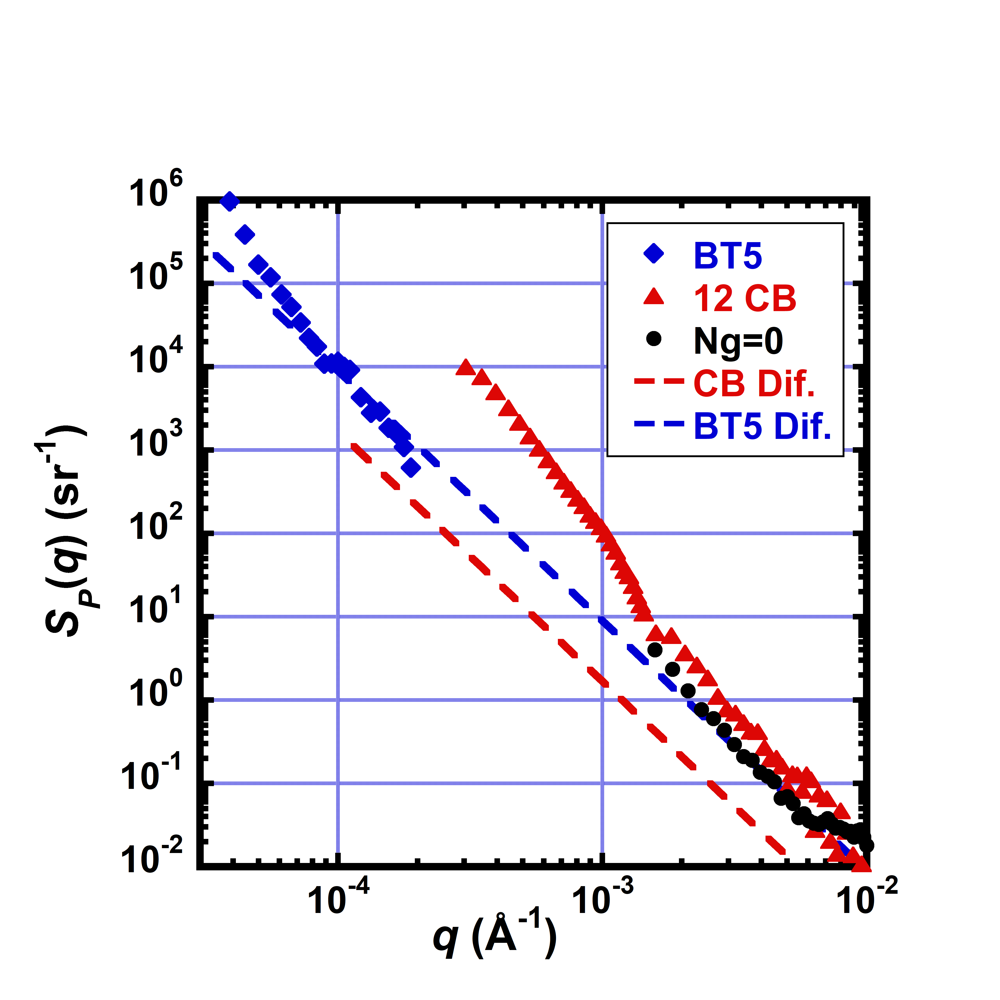 10^6
10^5
10^4
10^3
10^2
10^1
10^0
10^-1
10^-2
S_P(q) (sr^-1)
BT5
12 CB
Ng=0
CB Dif.
BT5 Dif.
10^-4
10^-3
10^-2
q (Å^-1)